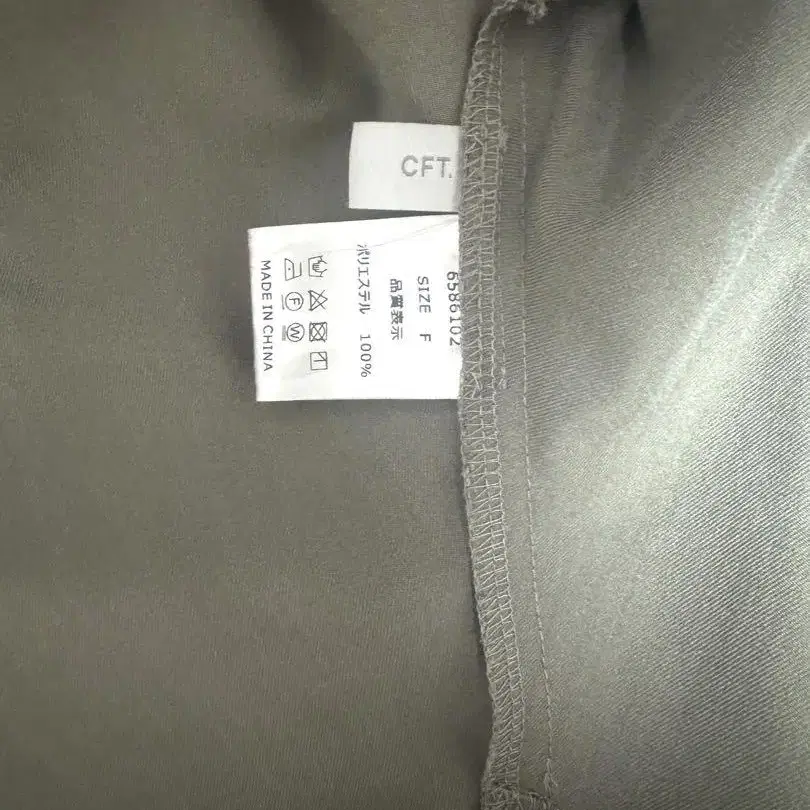 CFT.
6586102
SIZE F
品質表示
ポリエステル 100%
F
W
MADE IN CHINA